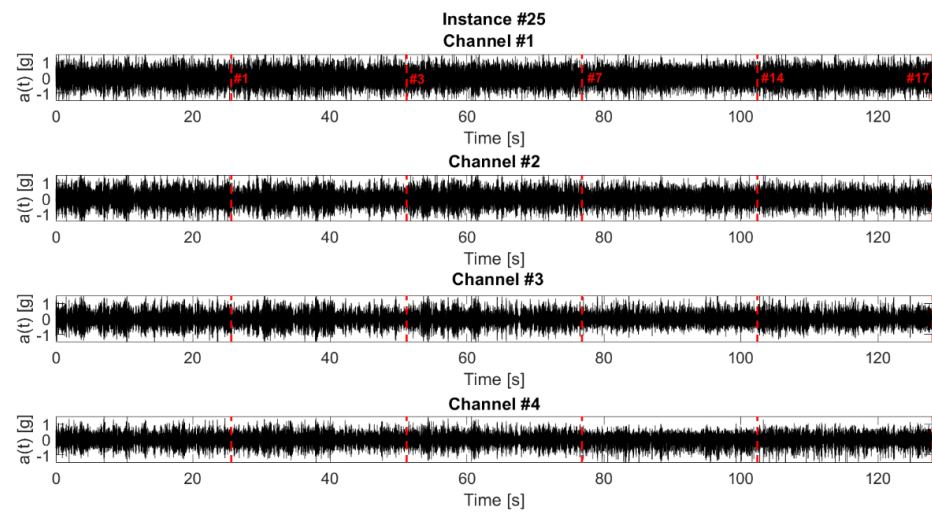 Instance #25
Channel #1
a(t) [g]
1
0
-1
#1
#3
#7
#14
#17
0 20 40 60 80 100 120
Time [s]
Channel #2
a(t) [g]
1
0
-1
0 20 40 60 80 100 120
Time [s]
Channel #3
a(t) [g]
1
0
-1
0 20 40 60 80 100 120
Time [s]
Channel #4
a(t) [g]
1
0
-1
0 20 40 60 80 100 120
Time [s]